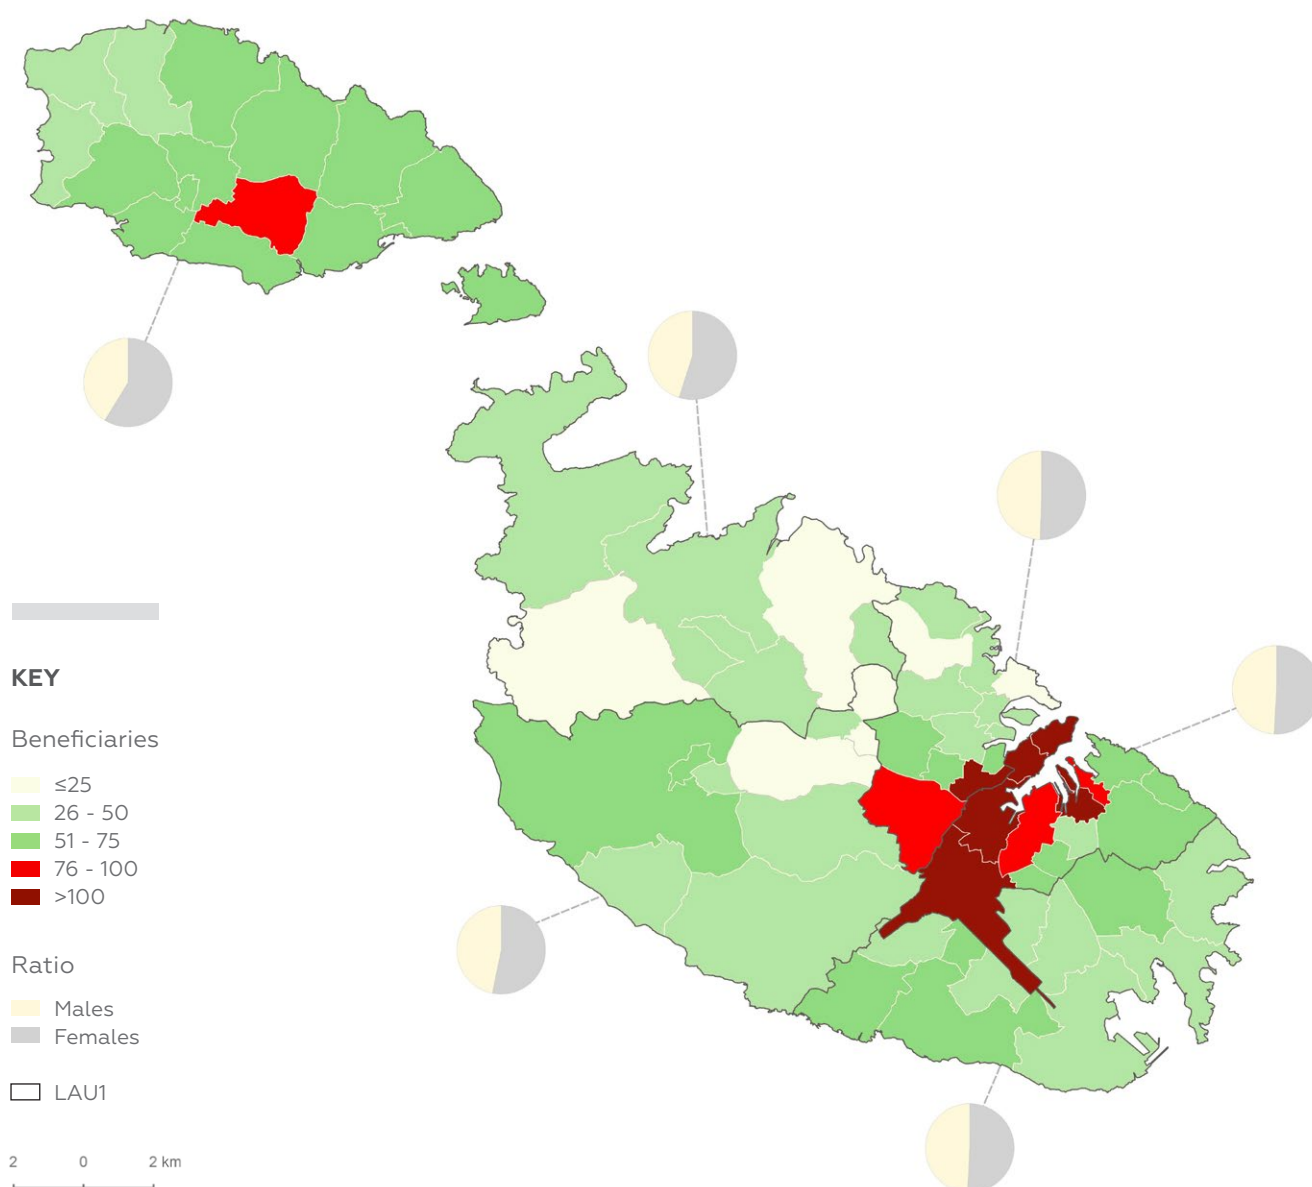 KEY
Beneficiaries
≤25
26 - 50
51 - 75
76 - 100
>100
Ratio
Males
Females
LAU1
2 0 2 km